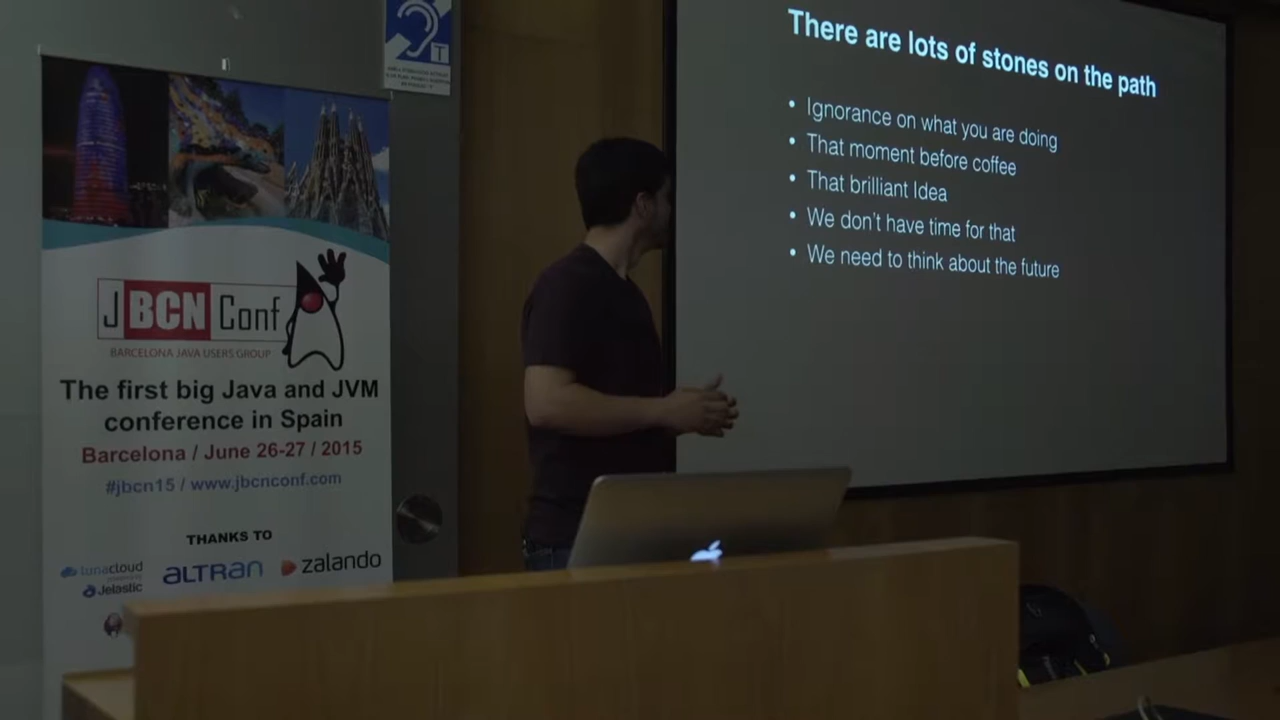 JBCNConf
BARCELONA JAVA USERS GROUP
The first big Java and JVM
conference in Spain
Barcelona / June 26-27 / 2015
#jbcn15 / www.jbcnconf.com
THANKS TO
lunacloud
Jelastic
ALTRAN
zalando
T
There are lots of stones on the path
• Ignorance on what you are doing
• That moment before coffee
• That brilliant Idea
• We don't have time for that
• We need to think about the future